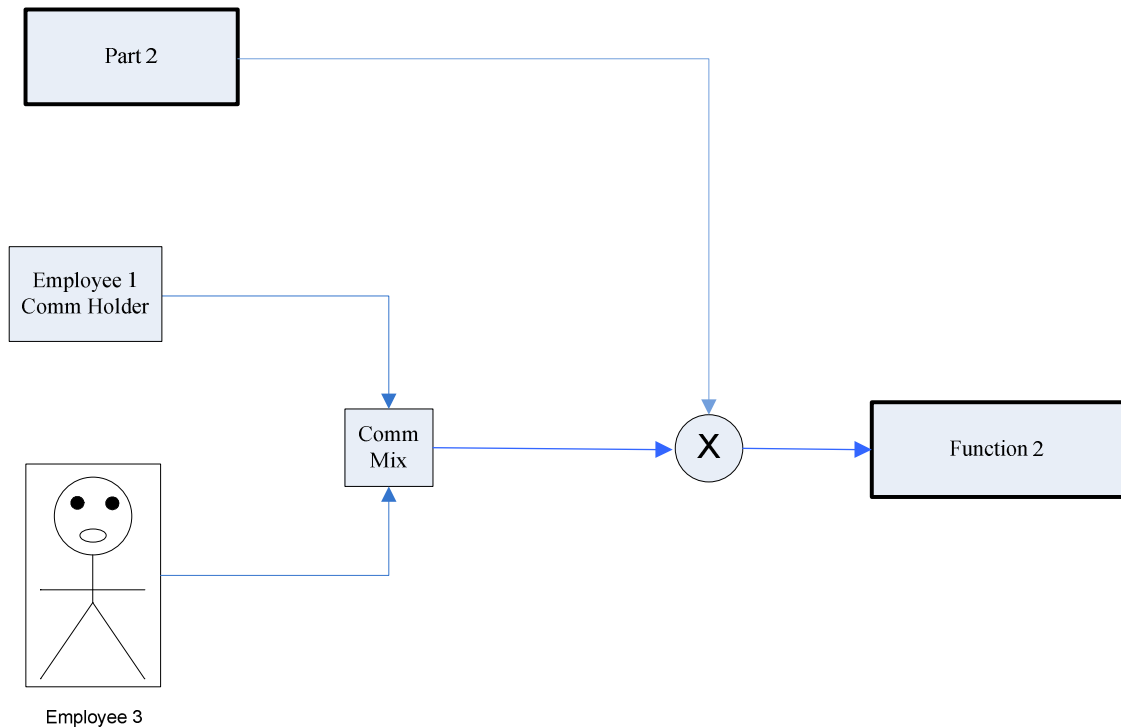 Part 2
Employee 1
Comm Holder
Comm
Mix
X
Function 2
Employee 3